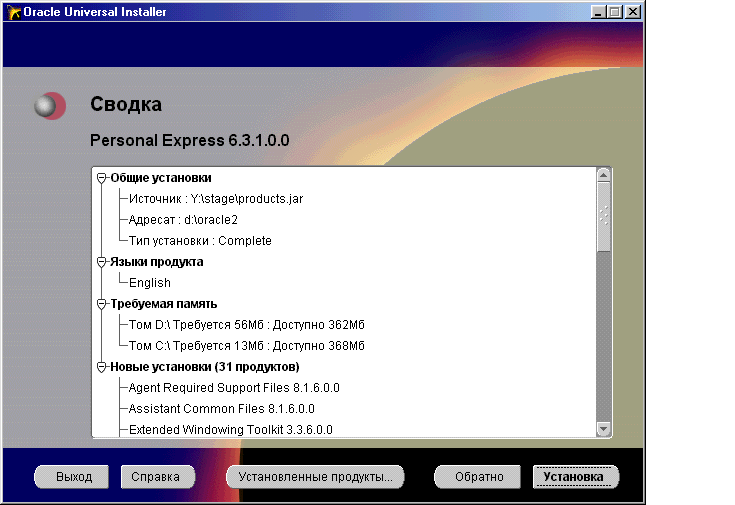 Oracle Universal Installer
Сводка
Personal Express 6.3.1.0.0
Общие установки
Источник : Y:\stage\products.jar
Адресат : d:\oracle2
Тип установки : Complete
Языки продукта
English
Требуемая память
Том D:\ Требуется 56Мб : Доступно 362Мб
Том C:\ Требуется 13Мб : Доступно 368Мб
Новые установки (31 продуктов)
Agent Required Support Files 8.1.6.0.0
Assistant Common Files 8.1.6.0.0
Extended Windowing Toolkit 3.3.6.0.0
Выход Справка Установленные продукты... Обратно Установка